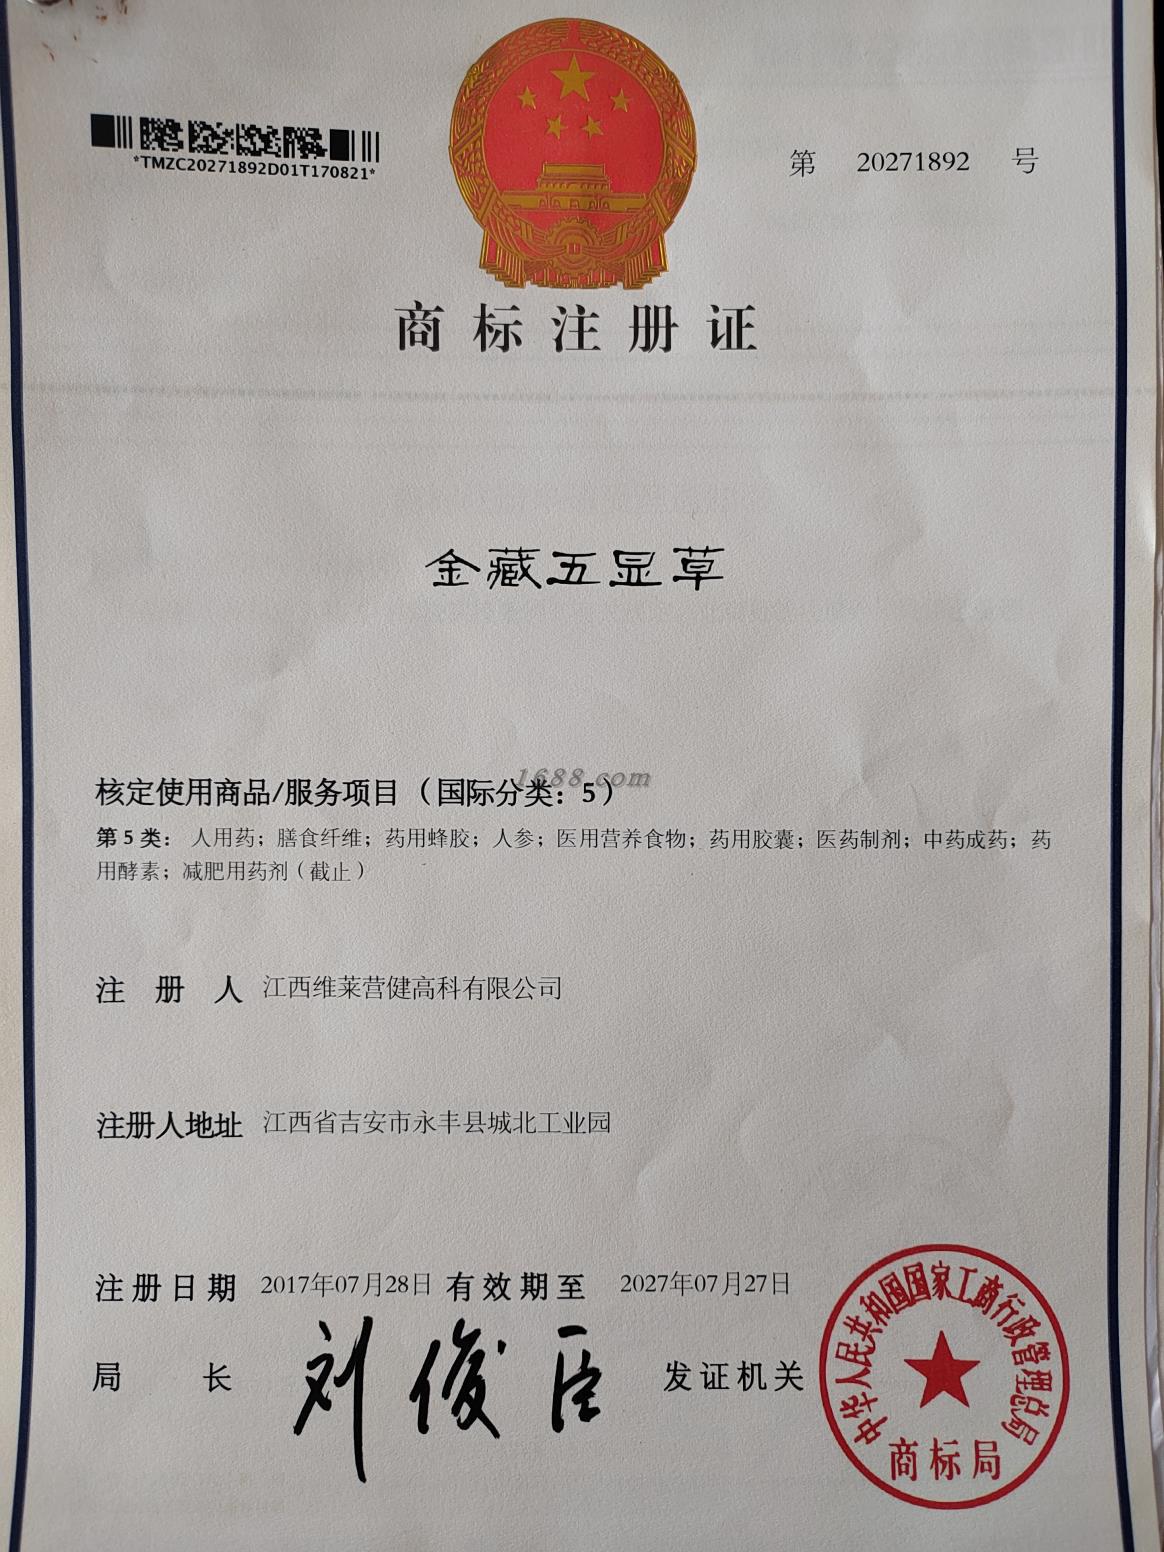 *TMZC20271892D01T170821*
第 20271892 号
商标注册证
金藏五显草
1688.com
核定使用商品/服务项目（国际分类：5）
第 5 类： 人用药；膳食纤维；药用蜂胶；人参；医用营养食物；药用胶囊；医药制剂；中药成药；药
用酵素；减肥用药剂（截止）
注册人 江西维莱营健高科有限公司
注册人地址 江西省吉安市永丰县城北工业园
注册日期 2017年07月28日 有效期至 2027年07月27日
局长 刘俊臣 发证机关
中华人民共和国国家工商行政管理总局
商标局